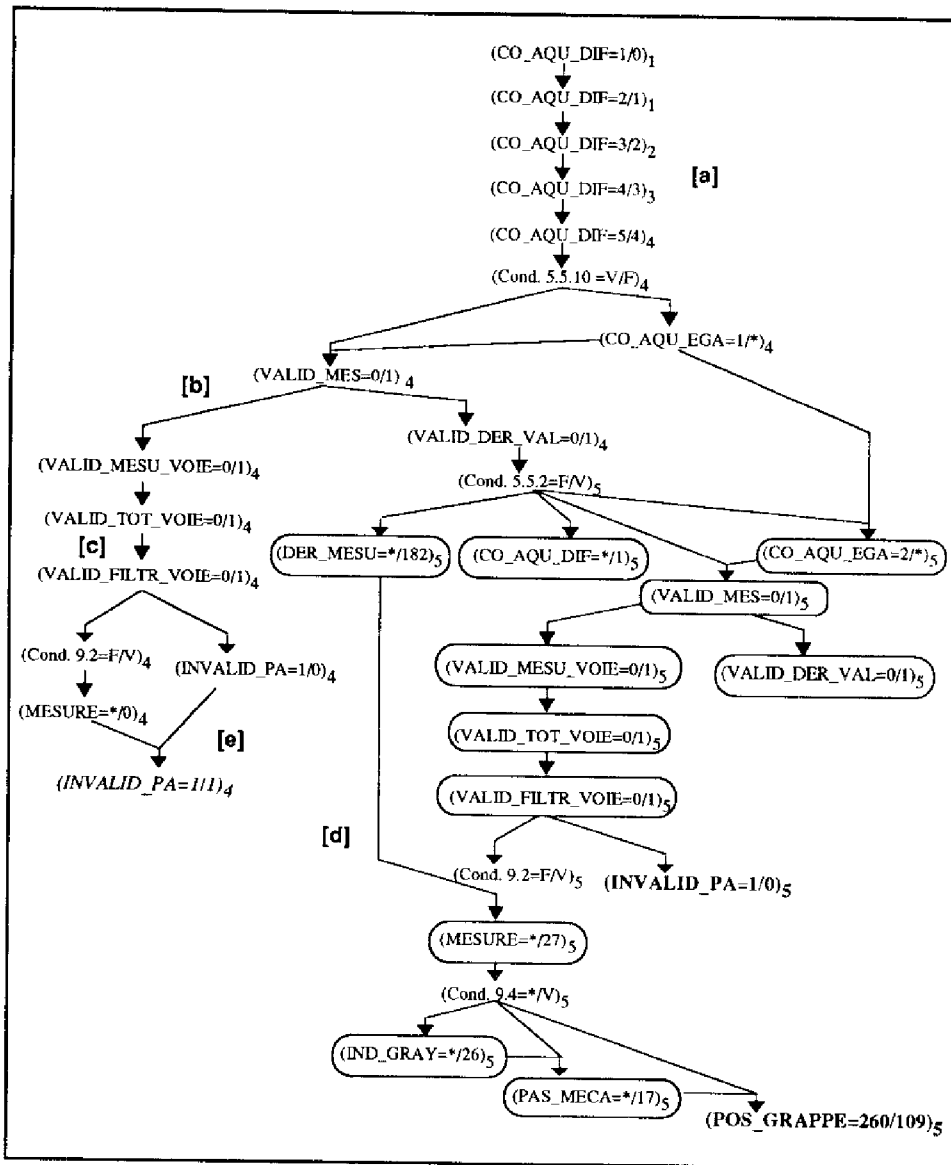 (CO_AQU_DIF=1/0)1
(CO_AQU_DIF=2/1)1
(CO_AQU_DIF=3/2)2
[a]
(CO_AQU_DIF=4/3)3
(CO_AQU_DIF=5/4)4
(Cond. 5.5.10 =V/F)4
(CO_AQU_EGA=1/*)4
[b]
(VALID_MES=0/1)4
(VALID_DER_VAL=0/1)4
(VALID_MESU_VOIE=0/1)4
(Cond. 5.5.2=F/V)5
(VALID_TOT_VOIE=0/1)4
[c]
(DER_MESU=*/182)5
(CO_AQU_DIF=*/1)5
(CO_AQU_EGA=2/*)5
(VALID_FILTR_VOIE=0/1)4
(VALID_MES=0/1)5
(Cond. 9.2=F/V)4
(INVALID_PA=1/0)4
(VALID_MESU_VOIE=0/1)5
(VALID_DER_VAL=0/1)5
(MESURE=*/0)4
[e]
(VALID_TOT_VOIE=0/1)5
(INVALID_PA=1/1)4
(VALID_FILTR_VOIE=0/1)5
[d]
(Cond. 9.2=F/V)5
(INVALID_PA=1/0)5
(MESURE=*/27)5
(Cond. 9.4=*/V)5
(IND_GRAY=*/26)5
(PAS_MECA=*/17)5
(POS_GRAPPE=260/109)5